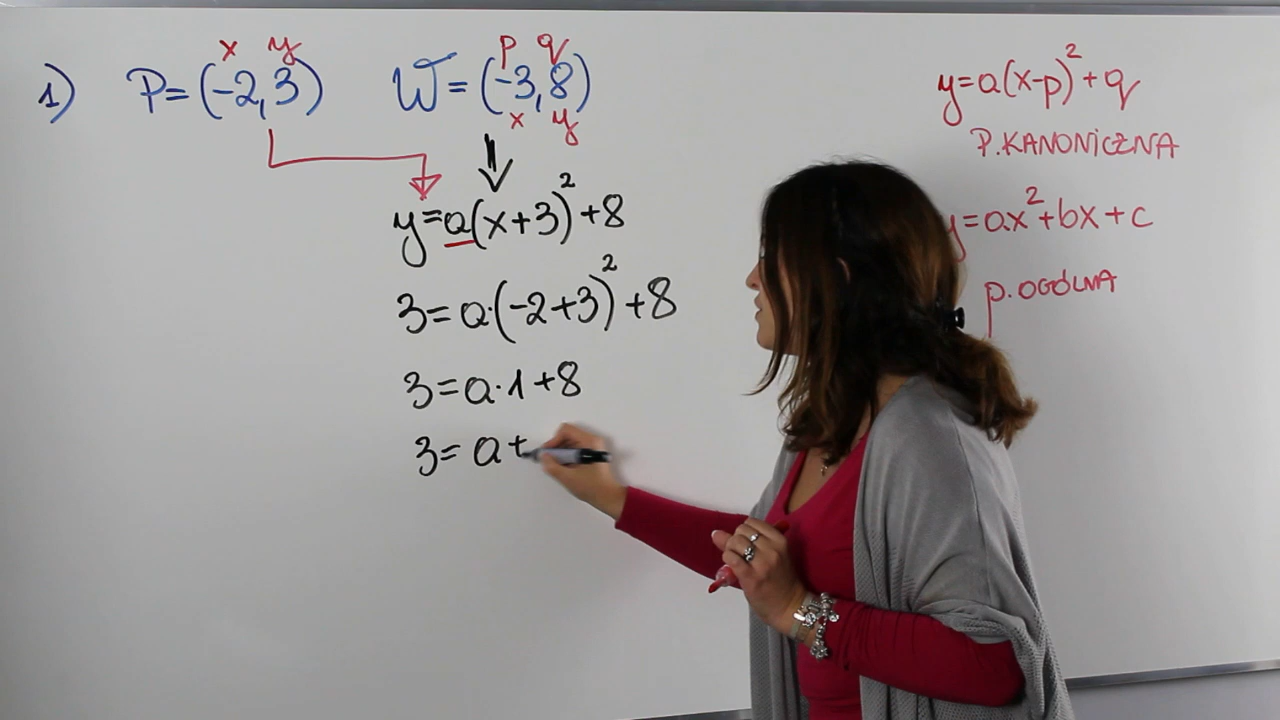 1) P=(-2,3) W=(-3,8)
x y p q
x y
y=a(x+3)²+8
3=a·(-2+3)²+8
3=a·1+8
3=a+
y=a(x-p)²+q
P.KANONiCZNA
y=ax²+bx+c
p.OGÓLNA